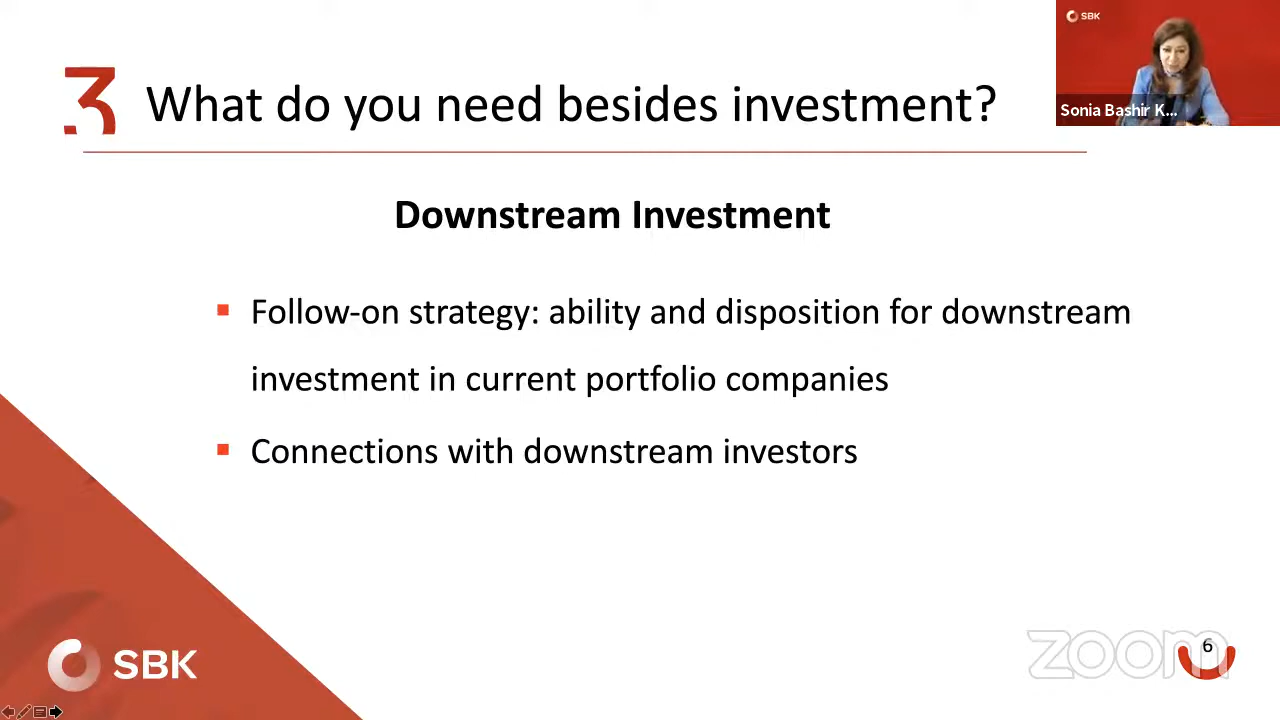 SBK
3 What do you need besides investment?
Sonia Bashir K...
Downstream Investment
Follow-on strategy: ability and disposition for downstream
investment in current portfolio companies
Connections with downstream investors
SBK
zoom
6